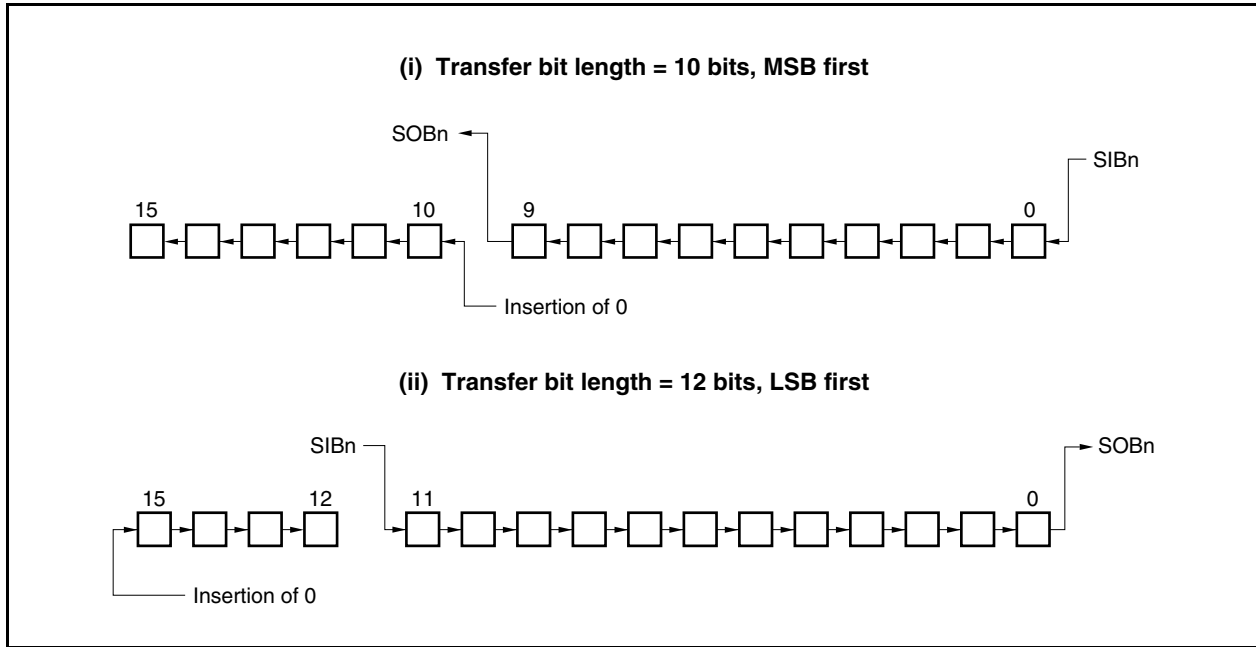 (i) Transfer bit length = 10 bits, MSB first
SOBn
SIBn
15 10 9 0
Insertion of 0
(ii) Transfer bit length = 12 bits, LSB first
SIBn
SOBn
15 12 11 0
Insertion of 0